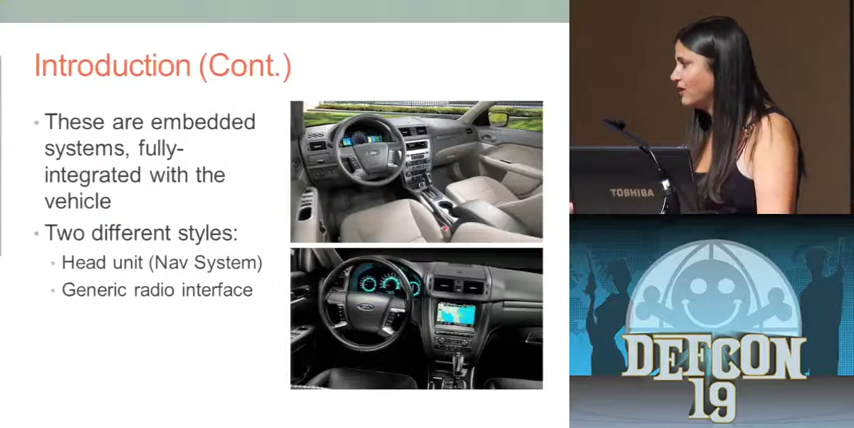 Introduction (Cont.)
• These are embedded
systems, fully-
integrated with the
vehicle
• Two different styles:
• Head unit (Nav System)
• Generic radio interface
TOSHIBA
DEFCON
19